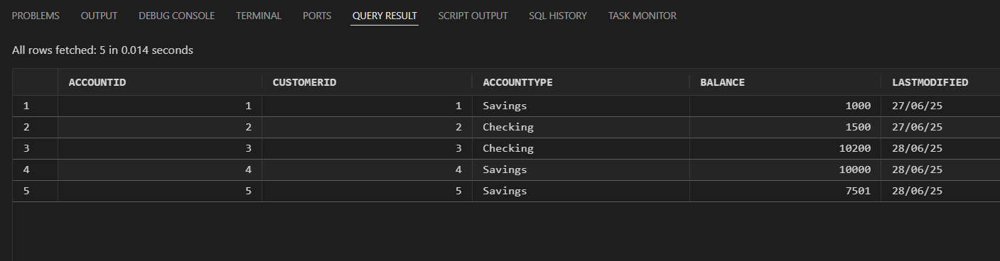 PROBLEMS OUTPUT DEBUG CONSOLE TERMINAL PORTS QUERY RESULT SCRIPT OUTPUT SQL HISTORY TASK MONITOR
All rows fetched: 5 in 0.014 seconds
ACCOUNTID CUSTOMERID ACCOUNTTYPE BALANCE LASTMODIFIED
1 1 1 Savings 1000 27/06/25
2 2 2 Checking 1500 27/06/25
3 3 3 Checking 10200 28/06/25
4 4 4 Savings 10000 28/06/25
5 5 5 Savings 7501 28/06/25